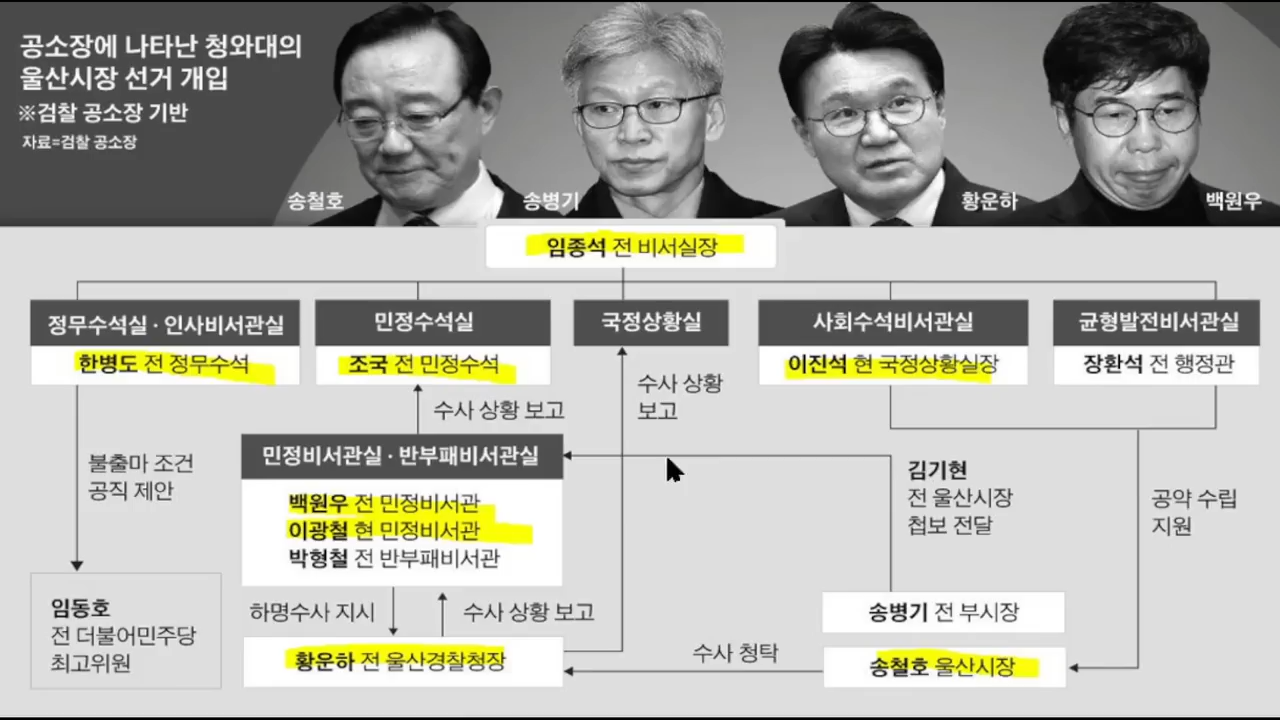 공소장에 나타난 청와대의
울산시장 선거 개입
※검찰 공소장 기반
자료=검찰 공소장
송철호
송병기
황운하
백원우
임종석 전 비서실장
정무수석실·인사비서관실
한병도 전 정무수석
민정수석실
조국 전 민정수석
국정상황실
사회수석비서관실
이진석 현 국정상황실장
균형발전비서관실
장환석 전 행정관
수사 상황 보고
수사 상황
보고
불출마 조건
공직 제안
민정비서관실·반부패비서관실
백원우 전 민정비서관
이광철 현 민정비서관
박형철 전 반부패비서관
김기현
전 울산시장
첩보 전달
공약 수립
지원
임동호
전 더불어민주당
최고위원
하명수사 지시
수사 상황 보고
송병기 전 부시장
황운하 전 울산경찰청장
수사 청탁
송철호 울산시장